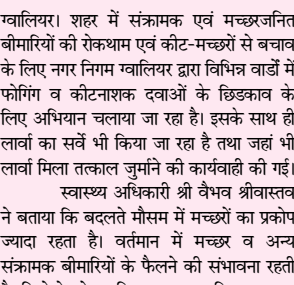 ग्वालियर। शहर में संक्रामक एवं मच्छरजनित
बीमारियों की रोकथाम एवं कीट-मच्छरों से बचाव
के लिए नगर निगम ग्वालियर द्वारा विभिन्न वार्डों में
फोगिंग व कीटनाशक दवाओं के छिडकाव के
लिए अभियान चलाया जा रहा है। इसके साथ ही
लार्वा का सर्वे भी किया जा रहा है तथा जहां भी
लार्वा मिला तत्काल जुर्माने की कार्यवाही की गई।
स्वास्थ्य अधिकारी श्री वैभव श्रीवास्तव
ने बताया कि बदलते मौसम में मच्छरों का प्रकोप
ज्यादा रहता है। वर्तमान में मच्छर व अन्य
संक्रामक बीमारियों के फैलने की संभावना रहती